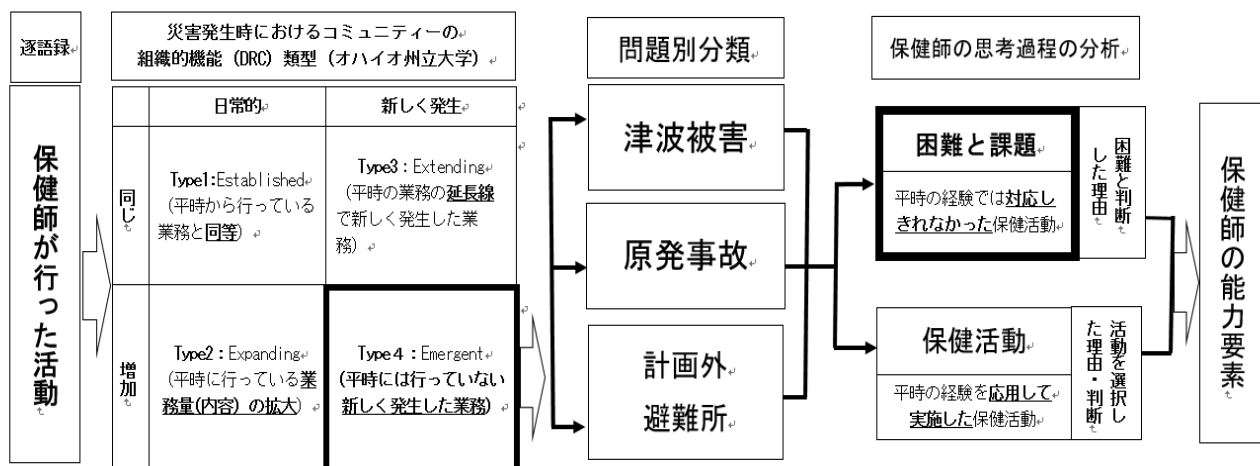 逐語録
災害発生時におけるコミュニティーの
組織的機能（DRC）類型（オハイオ州立大学）
問題別分類
保健師の思考過程の分析
保健師が行った活動
日常的
新しく発生
同じ
Type1：Established
（平時から行っている
業務と同等）
Type3：Extending
（平時の業務の延長線
で新しく発生した業
務）
増加
Type2：Expanding
（平時に行っている業
務量(内容）の拡大）
Type４：Emergent
（平時には行っていない
新しく発生した業務）
津波被害
原発事故
計画外
避難所
困難と課題
平時の経験では対応し
きれなかった保健活動
困難と判断
した理由
保健活動
平時の経験を応用して
実施した保健活動
活動を選択し
た理由・判断
保健師の能力要素